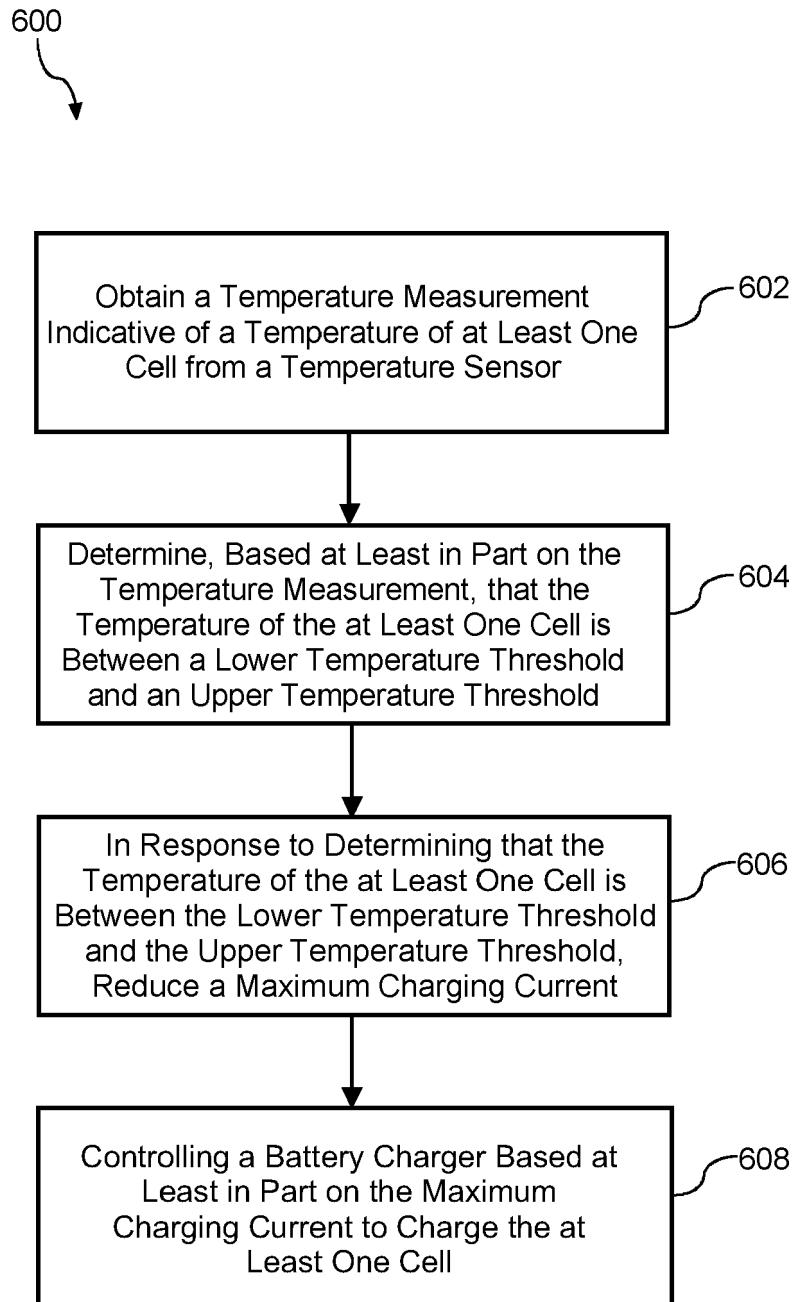 600
Obtain a Temperature Measurement
Indicative of a Temperature of at Least One
Cell from a Temperature Sensor
602
Determine, Based at Least in Part on the
Temperature Measurement, that the
Temperature of the at Least One Cell is
Between a Lower Temperature Threshold
and an Upper Temperature Threshold
604
In Response to Determining that the
Temperature of the at Least One Cell is
Between the Lower Temperature Threshold
and the Upper Temperature Threshold,
Reduce a Maximum Charging Current
606
Controlling a Battery Charger Based at
Least in Part on the Maximum
Charging Current to Charge the at
Least One Cell
608